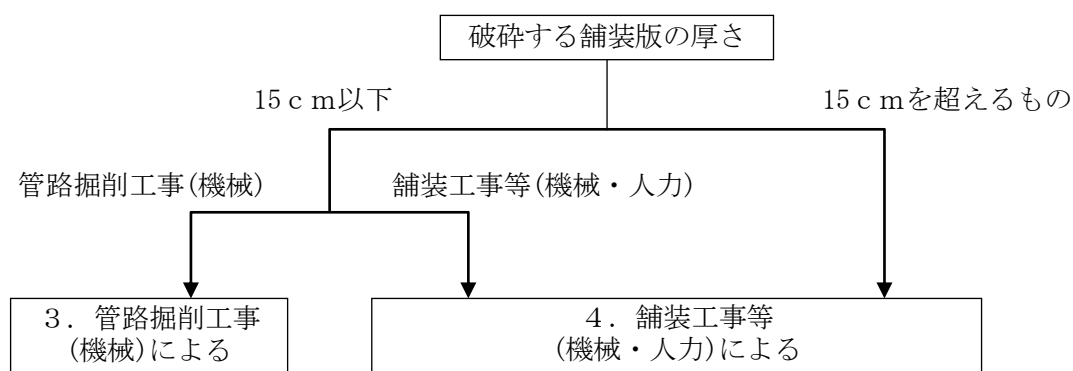 破砕する舗装版の厚さ
15ｃｍ以下
15ｃｍを超えるもの
管路掘削工事(機械)
舗装工事等(機械・人力)
３．管路掘削工事
(機械)による
４．舗装工事等
(機械・人力)による